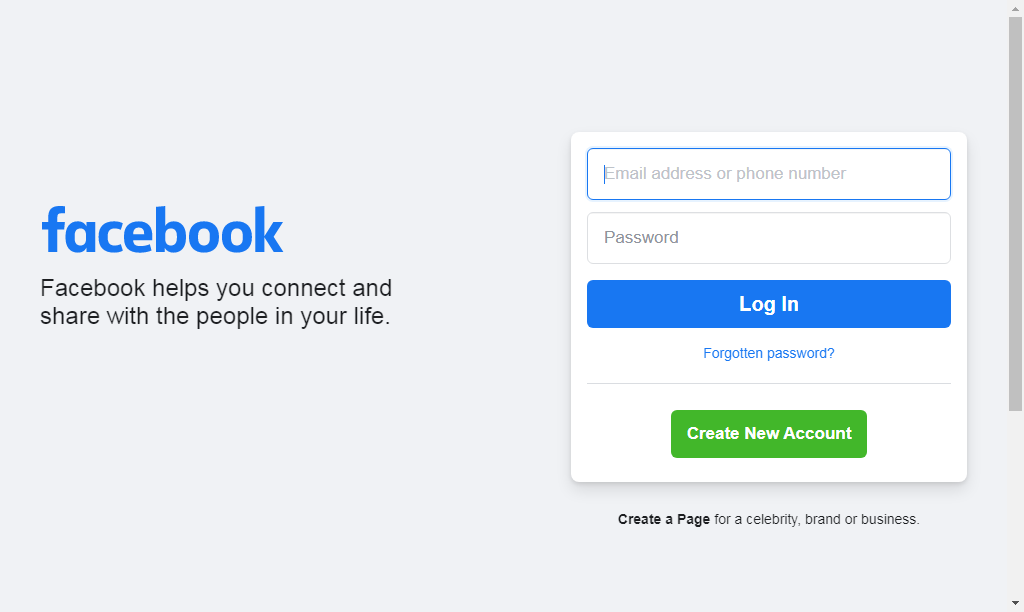 facebook
Facebook helps you connect and
share with the people in your life.
Email address or phone number
Password
Log In
Forgotten password?
Create New Account
Create a Page for a celebrity, brand or business.